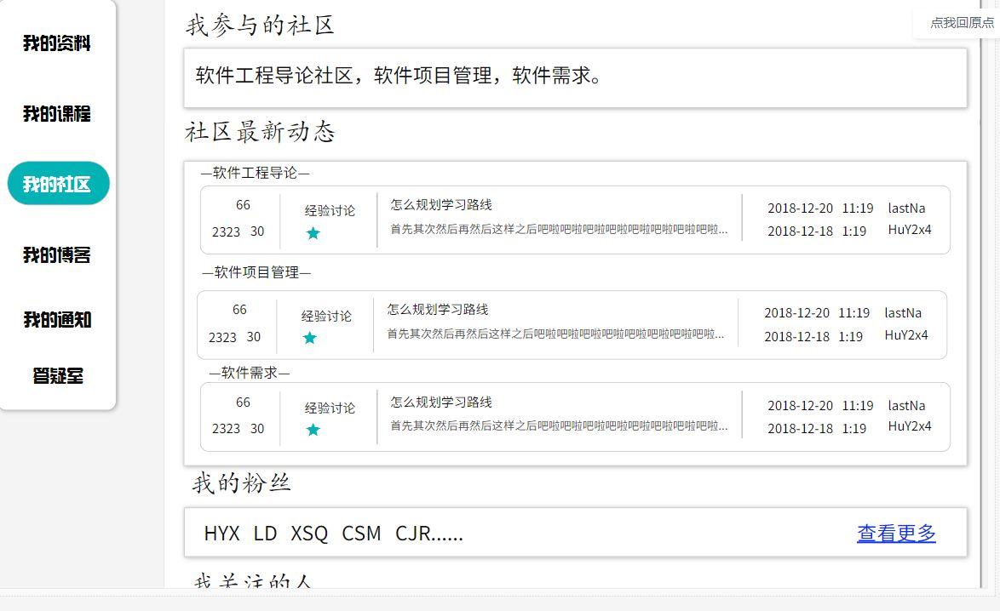 我的资料
我的课程
我的社区
我的博客
我的通知
答疑室
点我回原点
我参与的社区
软件工程导论社区，软件项目管理，软件需求。
社区最新动态
—软件工程导论—
66
2323 30
经验讨论
怎么规划学习路线
首先其次然后再然后这样之后吧啦吧啦吧啦吧啦吧啦吧啦吧啦吧啦...
2018-12-20 11:19 lastNa
2018-12-18 1:19 HuY2x4
—软件项目管理—
66
2323 30
经验讨论
怎么规划学习路线
首先其次然后再然后这样之后吧啦吧啦吧啦吧啦吧啦吧啦吧啦吧啦...
2018-12-20 11:19 lastNa
2018-12-18 1:19 HuY2x4
—软件需求—
66
2323 30
经验讨论
怎么规划学习路线
首先其次然后再然后这样之后吧啦吧啦吧啦吧啦吧啦吧啦吧啦吧啦...
2018-12-20 11:19 lastNa
2018-12-18 1:19 HuY2x4
我的粉丝
HYX LD XSQ CSM CJR......
查看更多
我关注的人